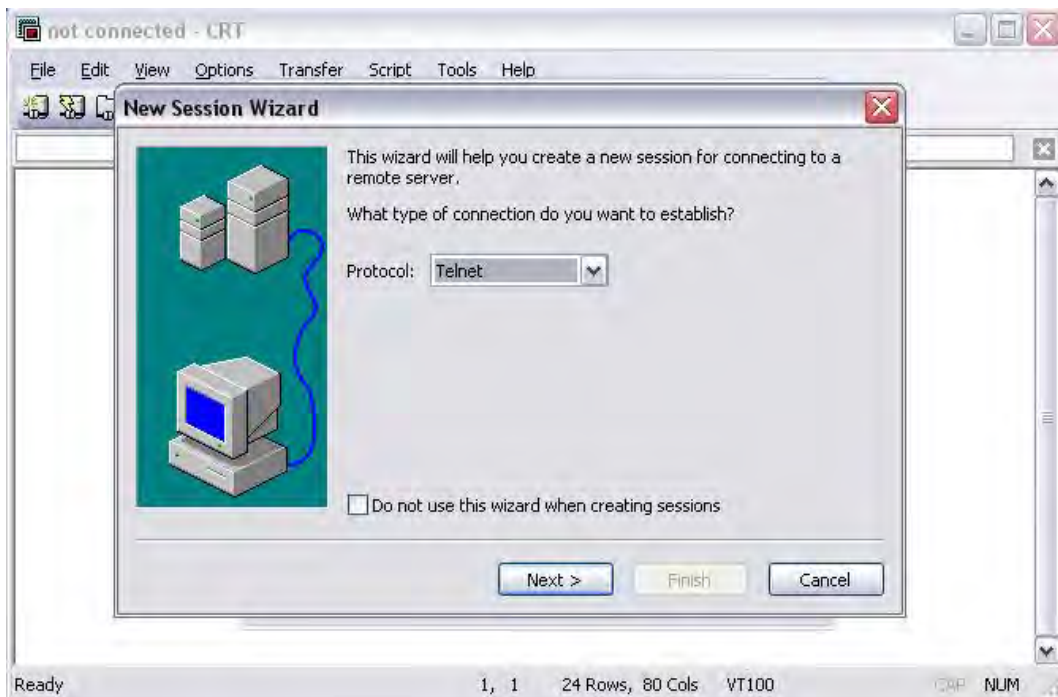 not connected - CRT
File Edit View Options Transfer Script Tools Help
New Session Wizard
This wizard will help you create a new session for connecting to a
remote server.
What type of connection do you want to establish?
Protocol: Telnet
Do not use this wizard when creating sessions
Next > Finish Cancel
Ready 1, 1 24 Rows, 80 Cols VT100 CAP NUM